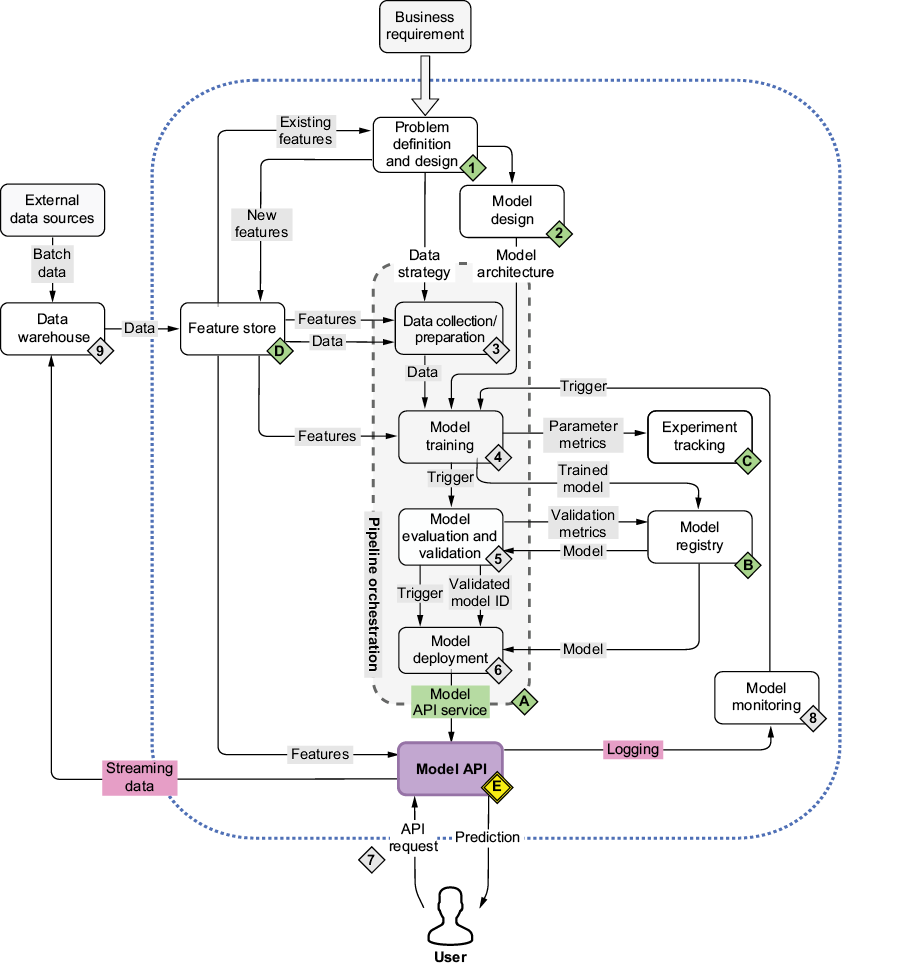 Business
requirement
Existing
features
Problem
definition
and design
1
External
data sources
New
features
Model
design
2
Batch
data
Data
strategy
Model
architecture
Data
warehouse
9
Data
Feature store
D
Features
Data
Data collection/
preparation
3
Data
Trigger
Features
Model
training
4
Parameter
metrics
Experiment
tracking
C
Trigger
Trained
model
Pipeline orchestration
Model
evaluation and
validation
5
Validation
metrics
Model
Model
registry
B
Trigger
Validated
model ID
Model
deployment
6
Model
Model
API service
A
Model
monitoring
8
Features
Model API
E
Logging
Streaming
data
7
API
request
Prediction
User